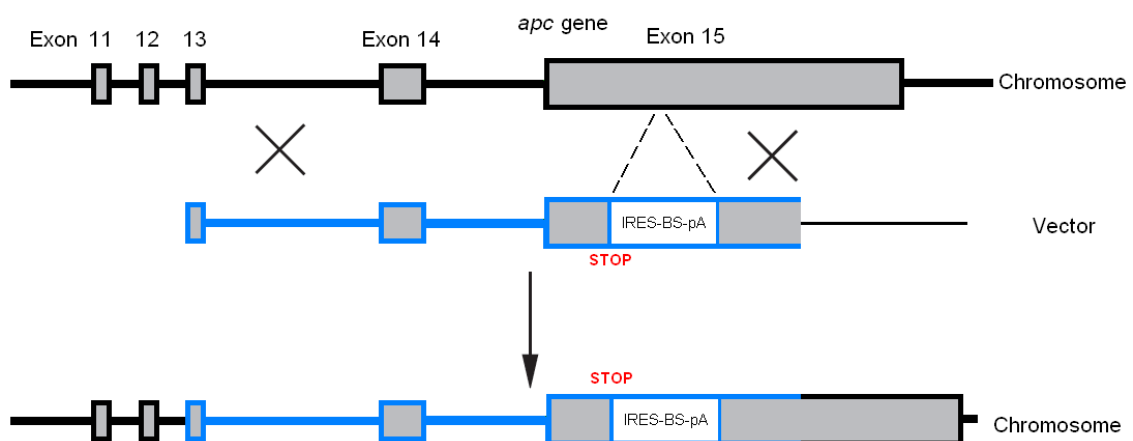 apc gene
Exon 11 12 13 Exon 14 Exon 15
Chromosome
IRES-BS-pA
Vector
STOP
STOP
IRES-BS-pA
Chromosome